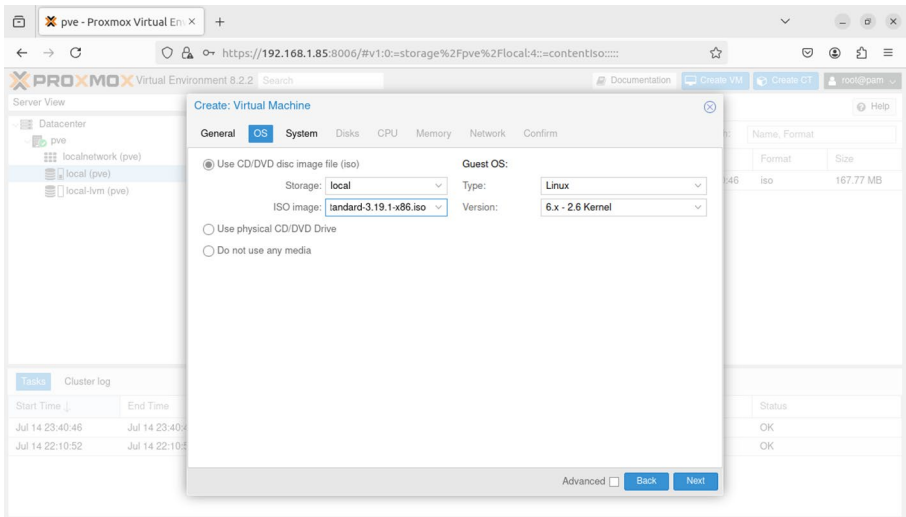 pve - Proxmox Virtual En
https://192.168.1.85:8006/#v1:0:=storage%2Fpve%2Flocal:4::=contentIso:::::
PROXMOX Virtual Environment 8.2.2 Search Documentation Create VM Create CT root@pam
Server View Help
Datacenter
pve
localnetwork (pve)
local (pve)
local-lvm (pve)
Name, Format
Format Size
:46 iso 167.77 MB
Create: Virtual Machine
General OS System Disks CPU Memory Network Confirm
Use CD/DVD disc image file (iso) Guest OS:
Storage: local Type: Linux
ISO image: tandard-3.19.1-x86.iso Version: 6.x - 2.6 Kernel
Use physical CD/DVD Drive
Do not use any media
Advanced Back Next
Tasks Cluster log
Start Time ↓ End Time Status
Jul 14 23:40:46 Jul 14 23:40:4 OK
Jul 14 22:10:52 Jul 14 22:10:5 OK